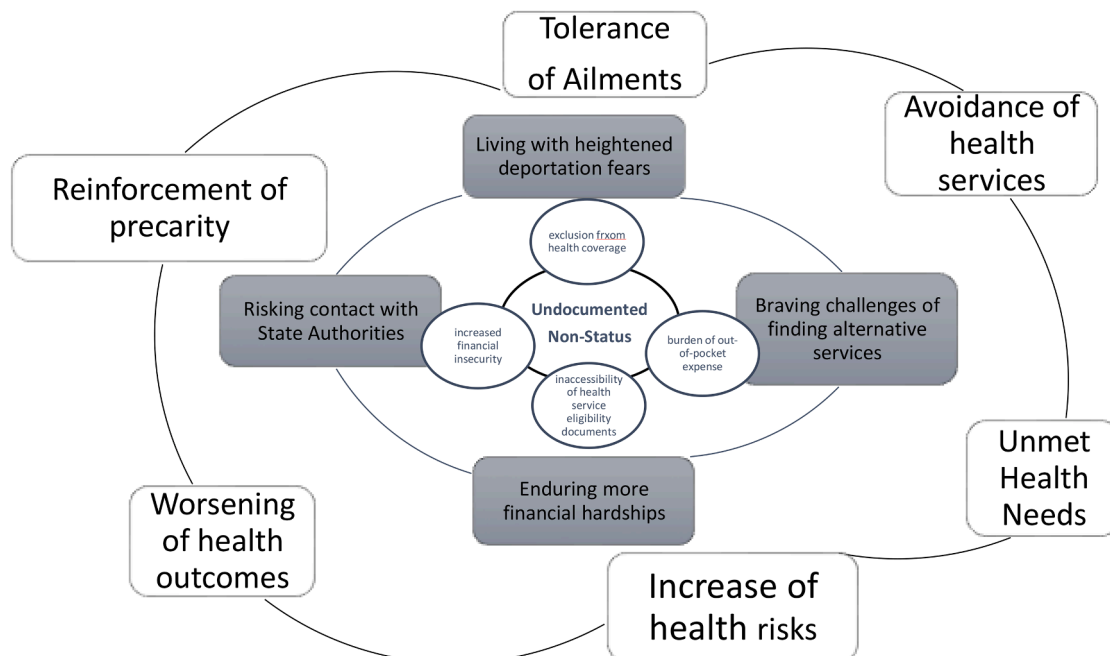 Tolerance
of Ailments
Avoidance of
health
services
Living with heightened
deportation fears
Reinforcement of
precarity
exclusion frxom
health coverage
Risking contact with
State Authorities
Undocumented
Non-Status
Braving challenges of
finding alternative
services
increased
financial
insecurity
burden of out-
of-pocket
expense
inaccessibility
of health
service
eligibility
documents
Unmet
Health
Needs
Enduring more
financial hardships
Worsening
of health
outcomes
Increase of
health risks